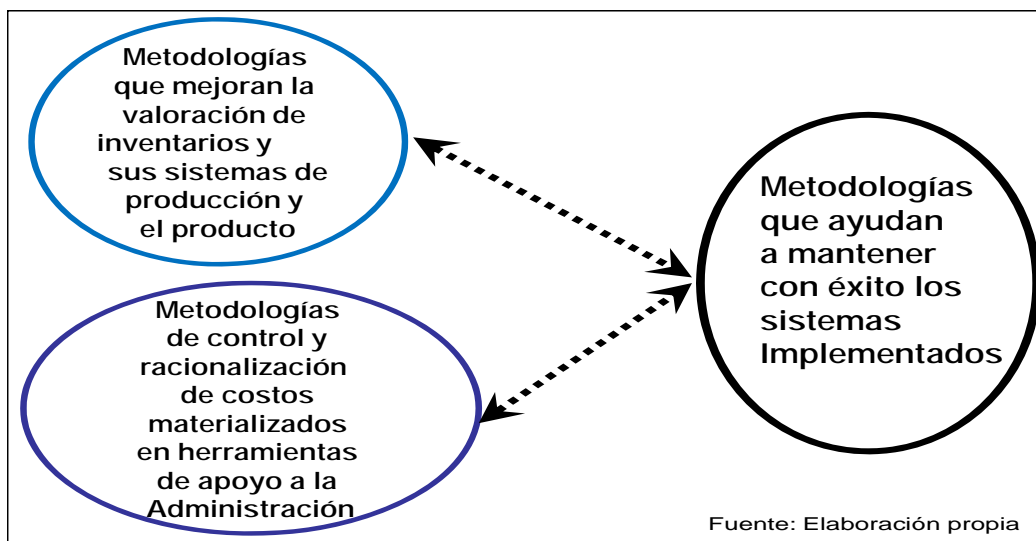 Metodologías
que mejoran la
valoración de
inventarios y
sus sistemas de
producción y
el producto
Metodologías
de control y
racionalización
de costos
materializados
en herramientas
de apoyo a la
Administración
Metodologías
que ayudan
a mantener
con éxito los
sistemas
Implementados
Fuente: Elaboración propia